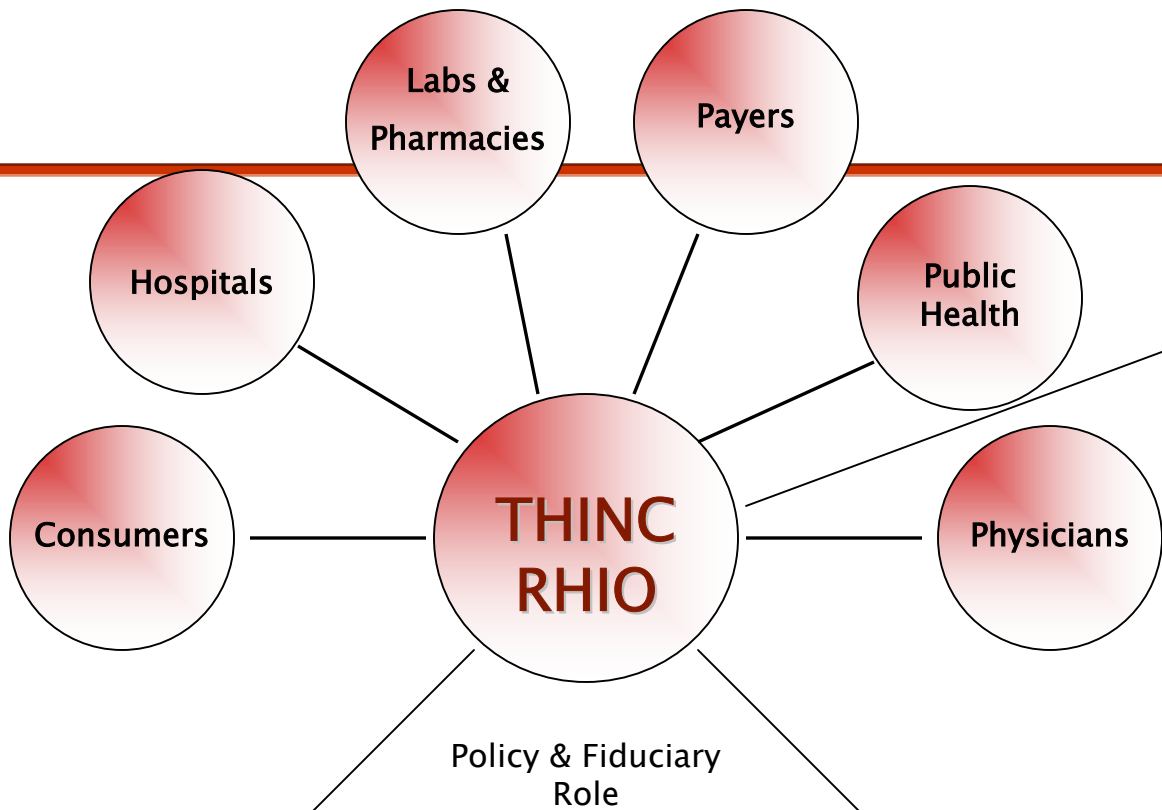 Labs &
Pharmacies
Payers
Hospitals
Public
Health
Consumers
THINC
RHIO
Physicians
Policy & Fiduciary
Role